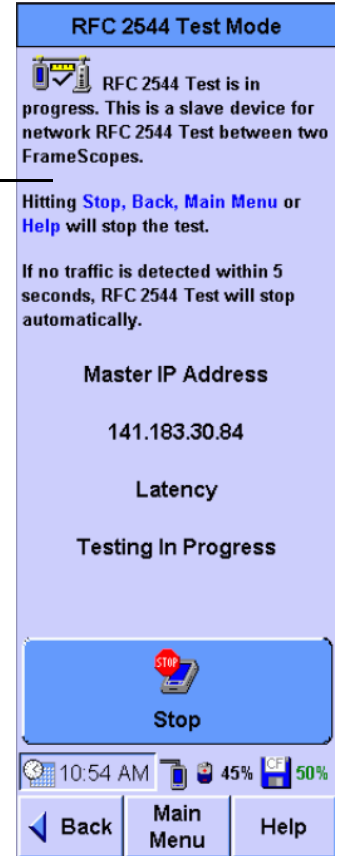 RFC 2544 Test Mode
RFC 2544 Test is in
progress. This is a slave device for
network RFC 2544 Test between two
FrameScopes.
Hitting Stop, Back, Main Menu or
Help will stop the test.
If no traffic is detected within 5
seconds, RFC 2544 Test will stop
automatically.
Master IP Address
141.183.30.84
Latency
Testing In Progress
STOP
Stop
10:54 AM 45% CF 50%
Back
Main
Menu
Help